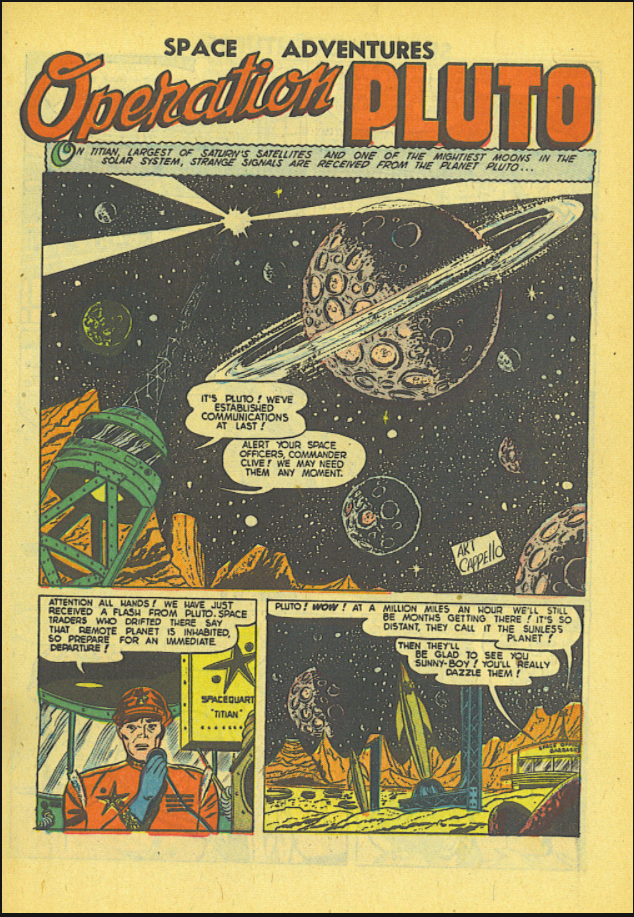 SPACE ADVENTURES
Operation PLUTO
ON TITIAN, LARGEST OF SATURN'S SATELLITES AND ONE OF THE MIGHTIEST MOONS IN THE
SOLAR SYSTEM, STRANGE SIGNALS ARE RECEIVED FROM THE PLANET PLUTO...
IT'S PLUTO! WE'VE
ESTABLISHED
COMMUNICATIONS
AT LAST!
ALERT YOUR SPACE
OFFICERS, COMMANDER
CLIVE! WE MAY NEED
THEM ANY MOMENT.
ART
CAPPELLO
ATTENTION ALL HANDS! WE HAVE JUST
RECEIVED A FLASH FROM PLUTO. SPACE
TRADERS WHO DRIFTED THERE SAY
THAT REMOTE PLANET IS INHABITED,
SO PREPARE FOR AN IMMEDIATE
DEPARTURE!
SPACEQUART
"TITIAN"
PLUTO! WOW! AT A MILLION MILES AN HOUR WE'LL STILL
BE MONTHS GETTING THERE! IT'S SO
DISTANT, THEY CALL IT THE SUNLESS
PLANET!
THEN THEY'LL
BE GLAD TO SEE YOU
SUNNY-BOY! YOU'LL REALLY
DAZZLE THEM!
SPACE
BARRACKS